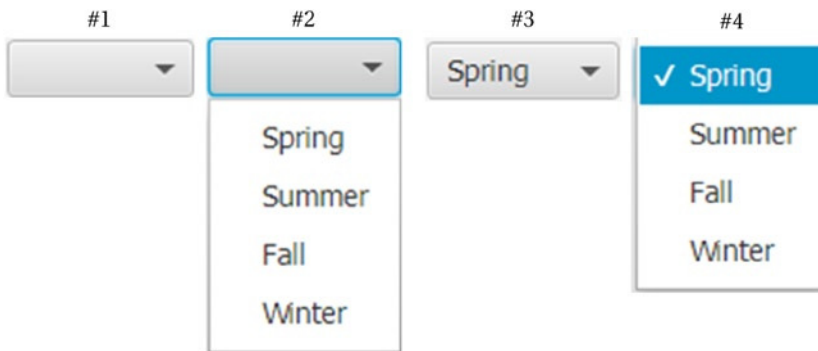 #1
#2
#3
#4
Spring
✓ Spring
Spring
Summer
Summer
Fall
Fall
Winter
Winter